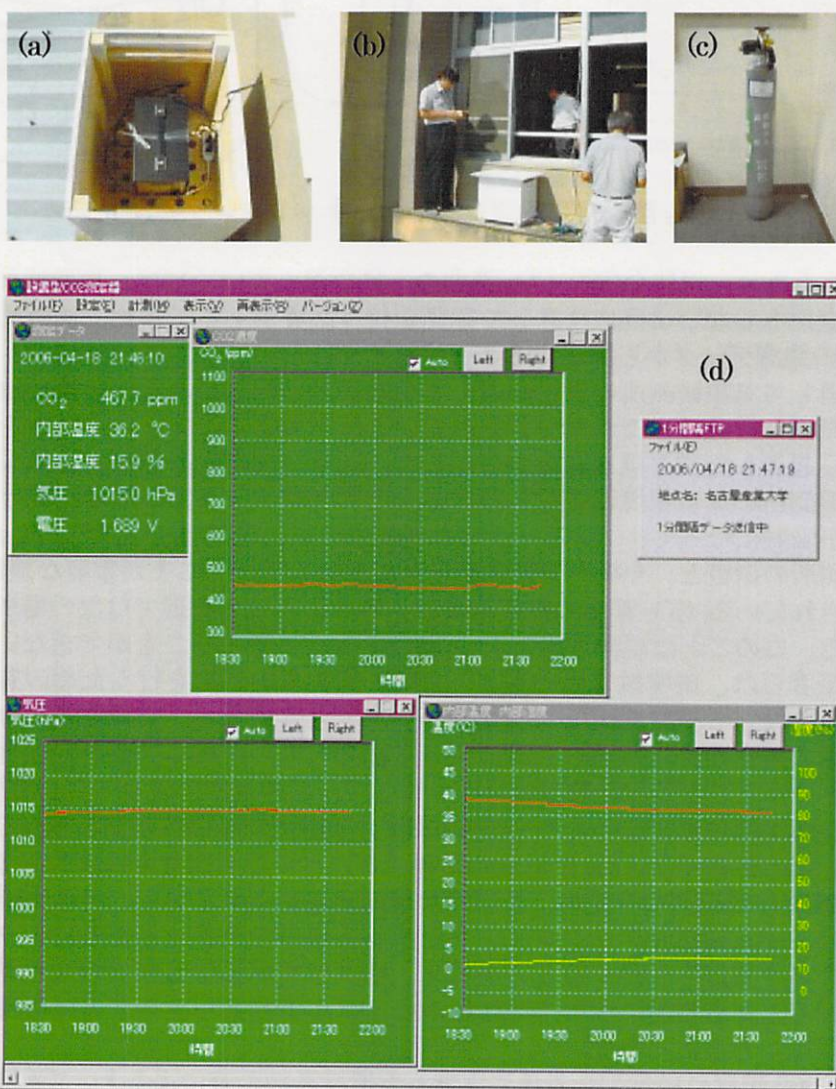 (a)
(b)
(c)
設置型CO2測定器
ファイル(F) 設定(E) 計測(M) 表示(V) 再表示(R) バージョン(Z)
2006-04-18 21:46:10
CO₂ 467.7 ppm
内部温度 36.2 ℃
内部湿度 15.9 %
気圧 1015.0 hPa
電圧 1.689 V
CO2濃度
CO₂ (ppm)
Auto Left Right
1100
1000
900
800
700
600
500
400
300
18:30 19:00 19:30 20:00 20:30 21:00 21:30 22:00
時間
(d)
1分間隔FTP
ファイル(F)
2006/04/18 21:47:19
地点名: 名古屋産業大学
1分間隔データ送信中
気圧
気圧(hPa)
Auto Left Right
1025
1020
1015
1010
1005
1000
995
990
985
18:30 19:00 19:30 20:00 20:30 21:00 21:30 22:00
時間
内部温度 内部湿度
温度(℃)
Auto Left Right
湿度(%)
50
45
40
35
30
25
20
15
10
5
0
-5
-10
100
90
80
70
60
50
40
30
20
10
0
18:30 19:00 19:30 20:00 20:30 21:00 21:30 22:00
時間